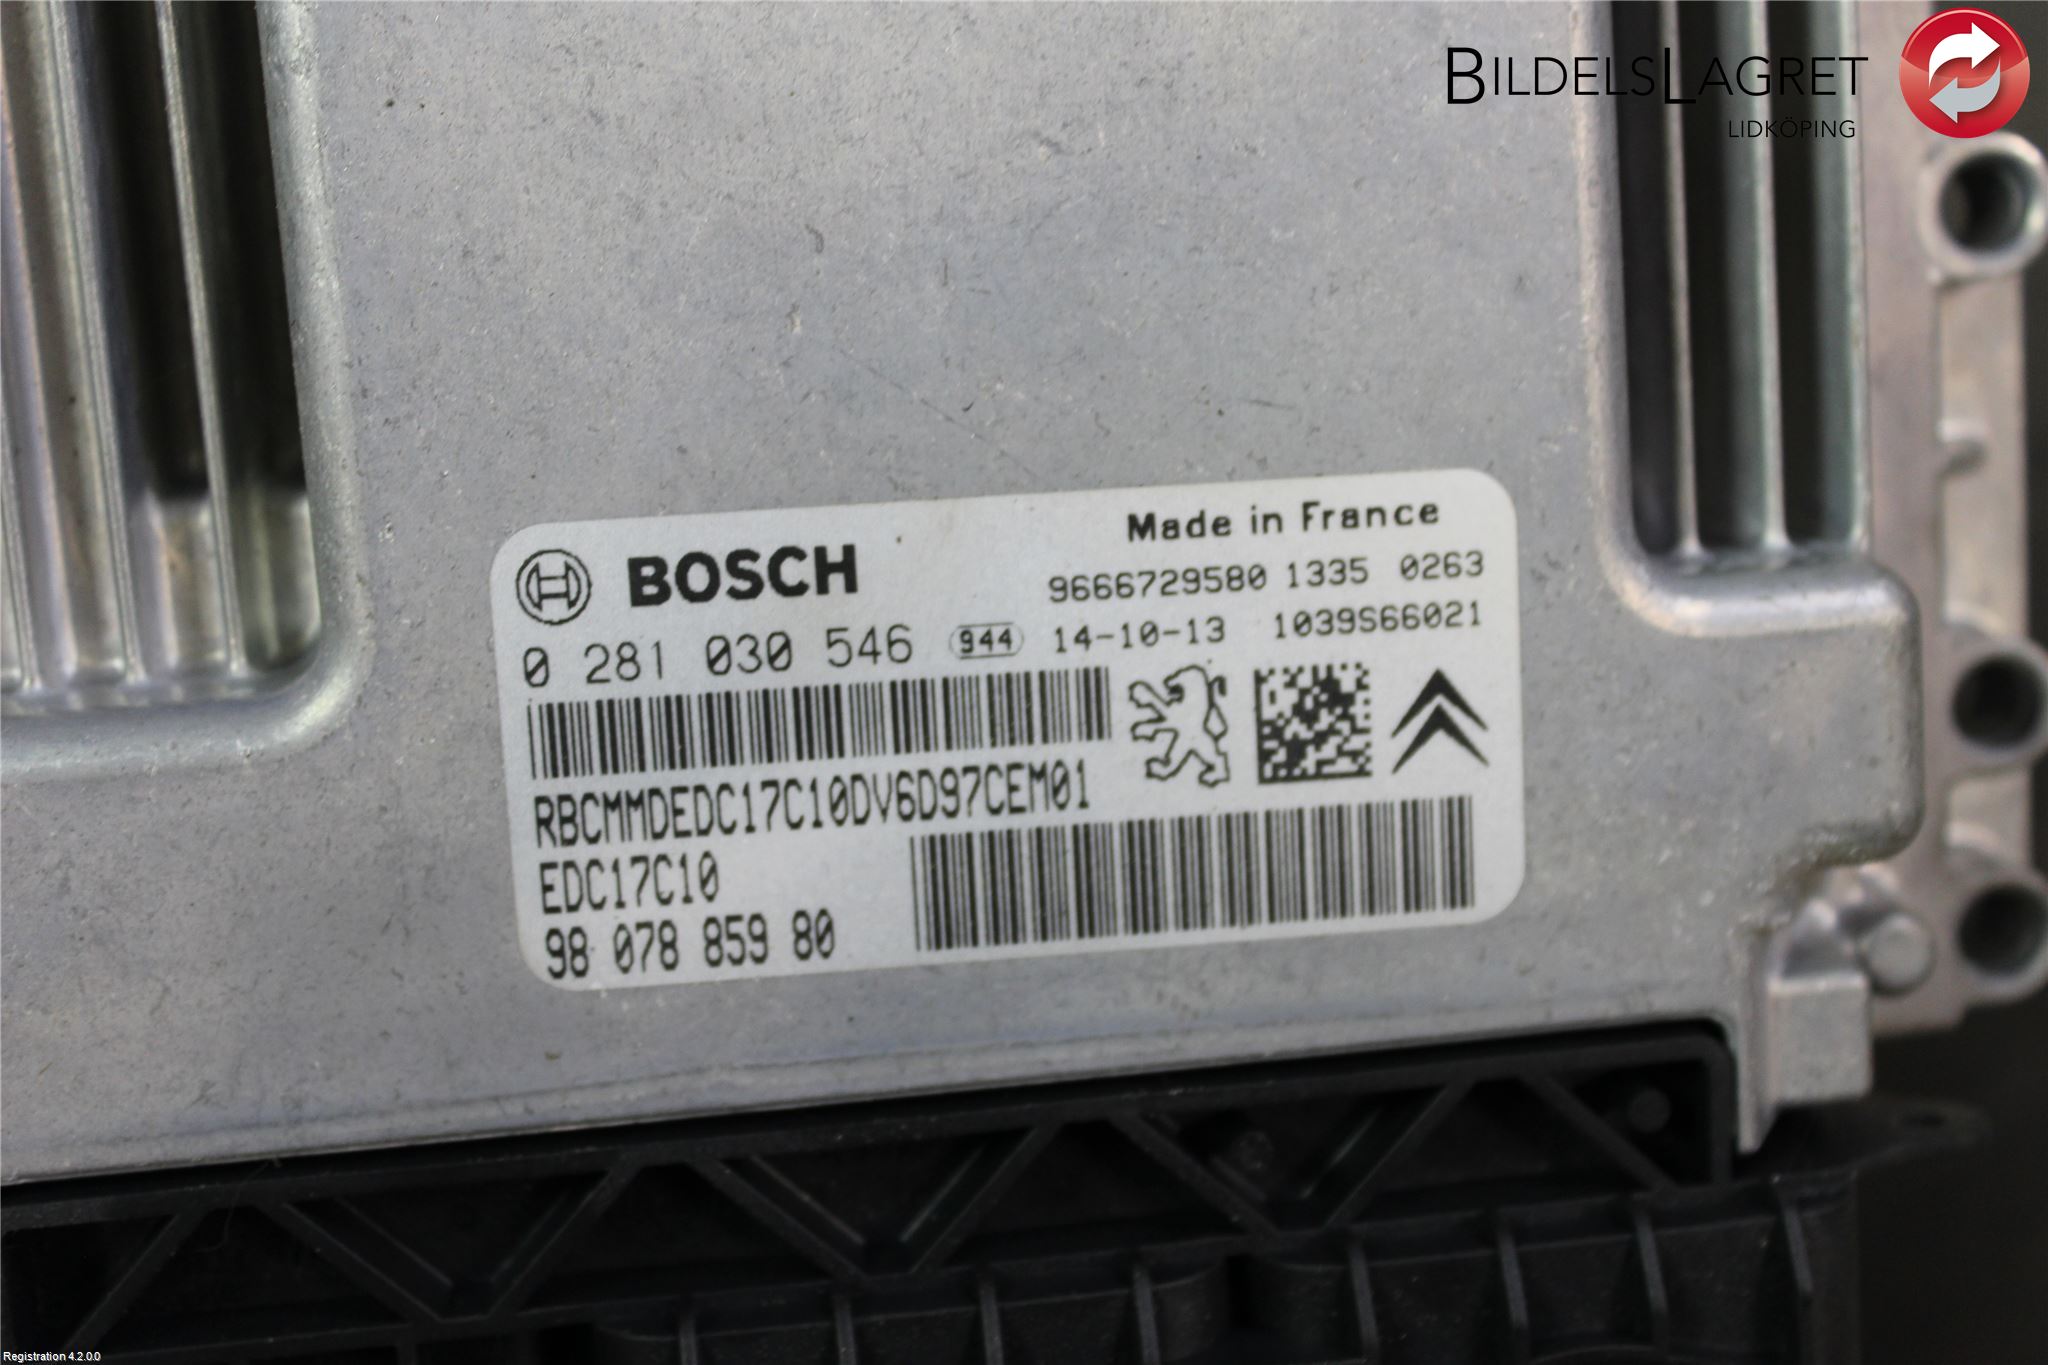 BILDELSLAGRET
LIDKÖPING
Made in France
BOSCH
9666729580 1335 0263
0 281 030 546 944 14-10-13 1039S66021
RBCMMDEDC17C10DV6D97CEM01
EDC17C10
98 078 859 80
Registration 4.2.0.0